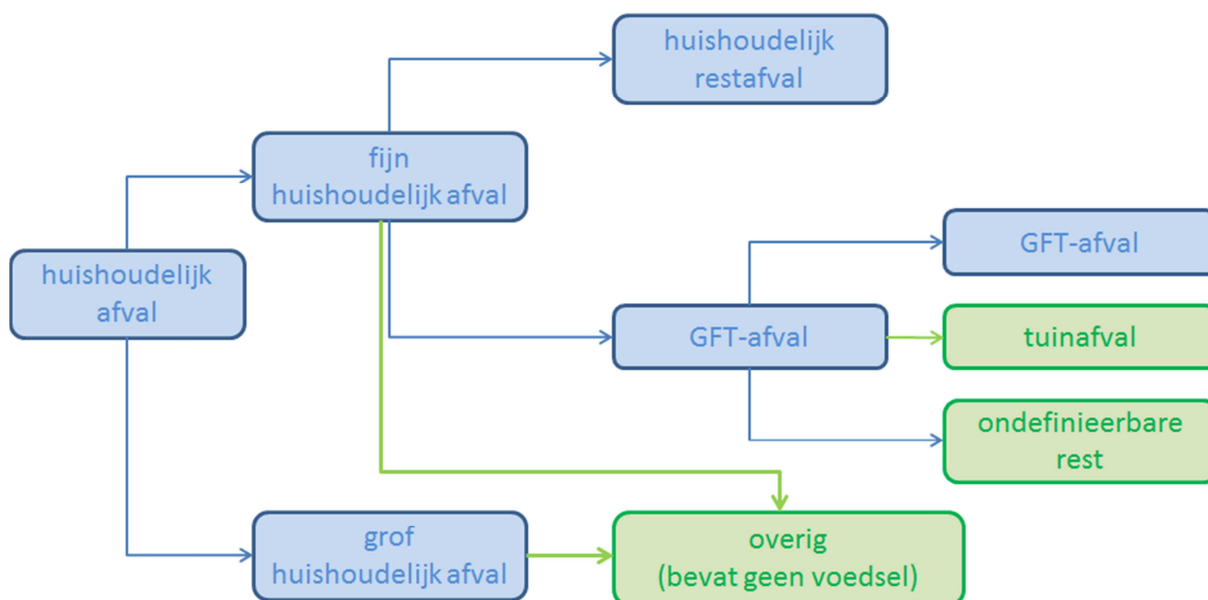 huishoudelijk
restafval
fijn
huishoudelijk afval
huishoudelijk
afval
GFT-afval
GFT-afval
tuinafval
ondefinieerbare
rest
grof
huishoudelijk afval
overig
(bevat geen voedsel)